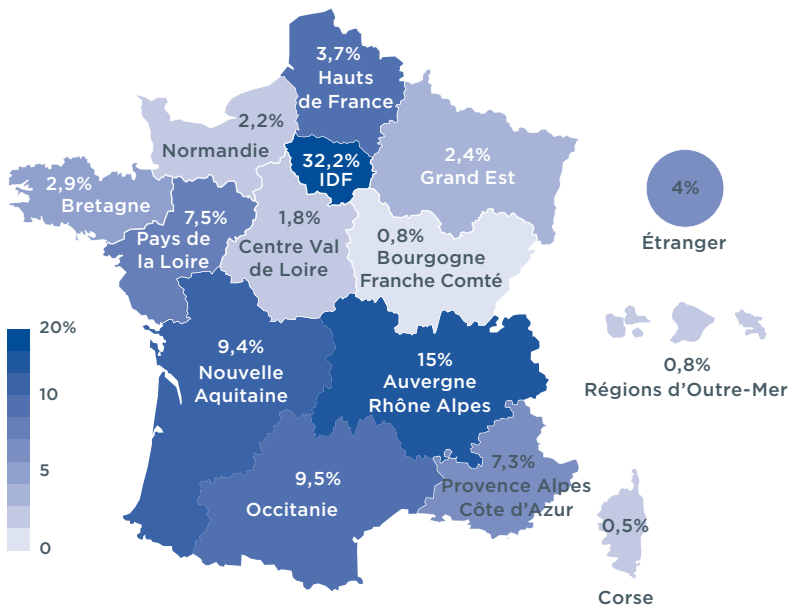 3,7%
Hauts
de France
2,2%
Normandie
32,2%
IDF
2,4%
Grand Est
2,9%
Bretagne
7,5%
Pays de
la Loire
1,8%
Centre Val
de Loire
0,8%
Bourgogne
Franche Comté
4%
Étranger
20%
10
5
0
9,4%
Nouvelle
Aquitaine
15%
Auvergne
Rhône Alpes
0,8%
Régions d’Outre-Mer
9,5%
Occitanie
7,3%
Provence Alpes
Côte d’Azur
0,5%
Corse